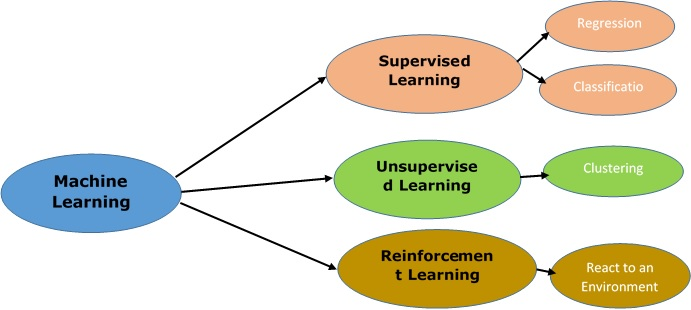 Machine
Learning
Supervised
Learning
Regression
Classificatio
Unsupervise
d Learning
Clustering
Reinforcemen
t Learning
React to an
Environment